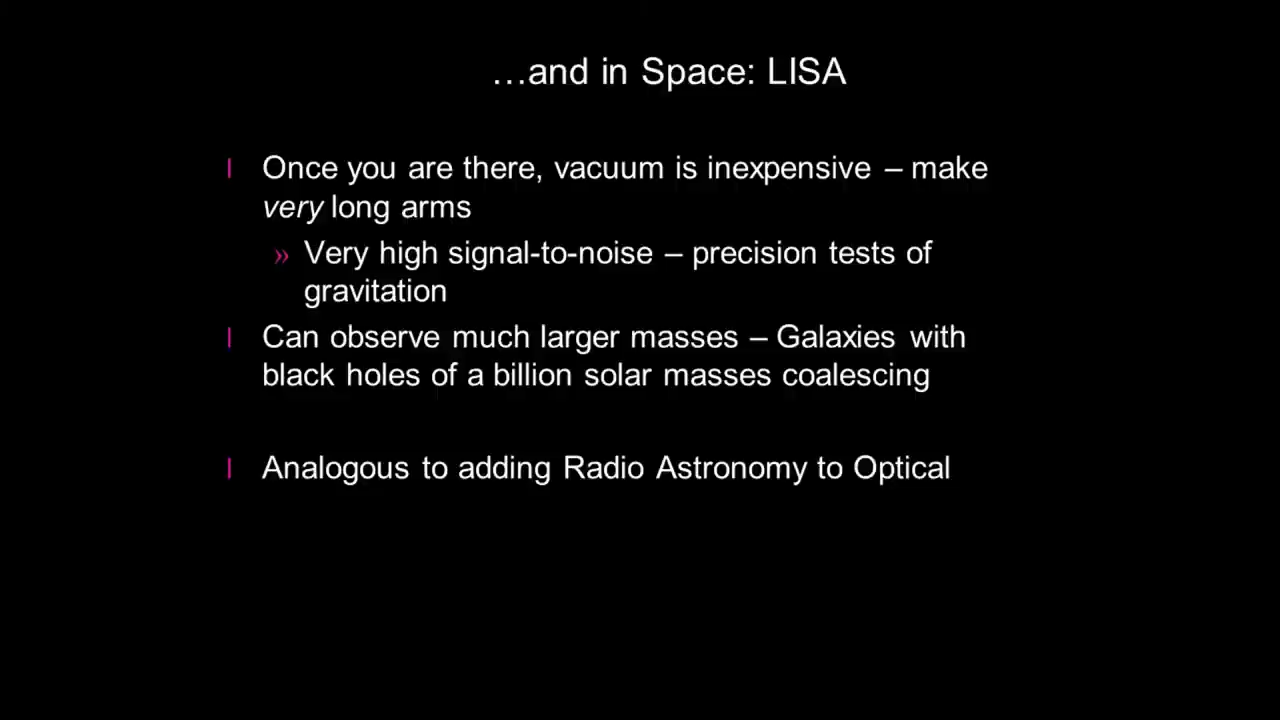 …and in Space: LISA
Once you are there, vacuum is inexpensive – make
very long arms
» Very high signal-to-noise – precision tests of
gravitation
Can observe much larger masses – Galaxies with
black holes of a billion solar masses coalescing
Analogous to adding Radio Astronomy to Optical